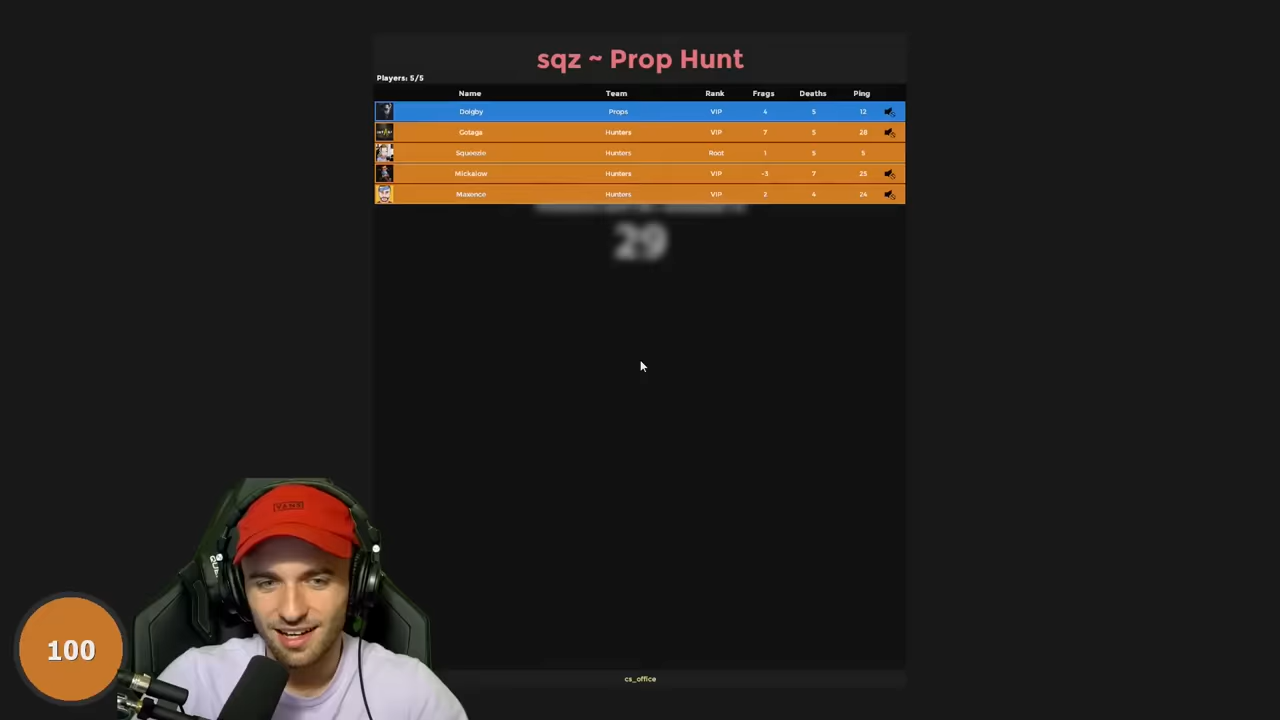 sqz ~ Prop Hunt
Players: 5/5
Name Team Rank Frags Deaths Ping
Dolgby Props VIP 4 5 12
Gotaga Hunters VIP 7 5 28
Squeezie Hunters Root 1 5 5
Mickalow Hunters VIP -3 7 25
Maxence Hunters VIP 2 4 24
29
VANS
100
cs_office